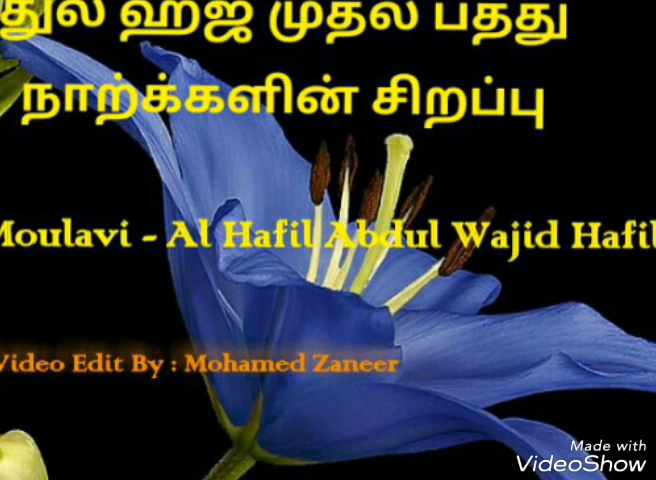 துல் ஹஜ் முதல் பத்து
நாற்க்களின் சிறப்பு
Moulavi - Al Hafil Abdul Wajid Hafil
Video Edit By : Mohamed Zaneer
Made with
VideoShow